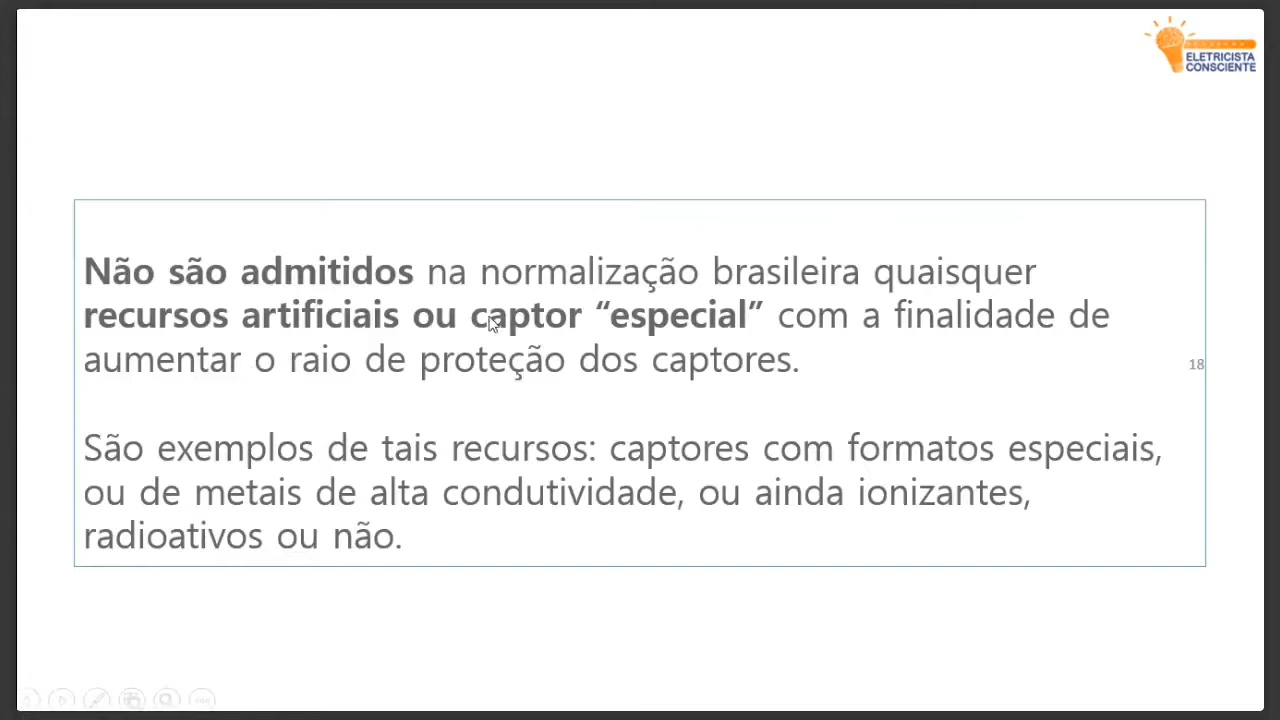 ELETRICISTA
CONSCIENTE
Não são admitidos na normalização brasileira quaisquer
recursos artificiais ou captor “especial” com a finalidade de
aumentar o raio de proteção dos captores.
18
São exemplos de tais recursos: captores com formatos especiais,
ou de metais de alta condutividade, ou ainda ionizantes,
radioativos ou não.